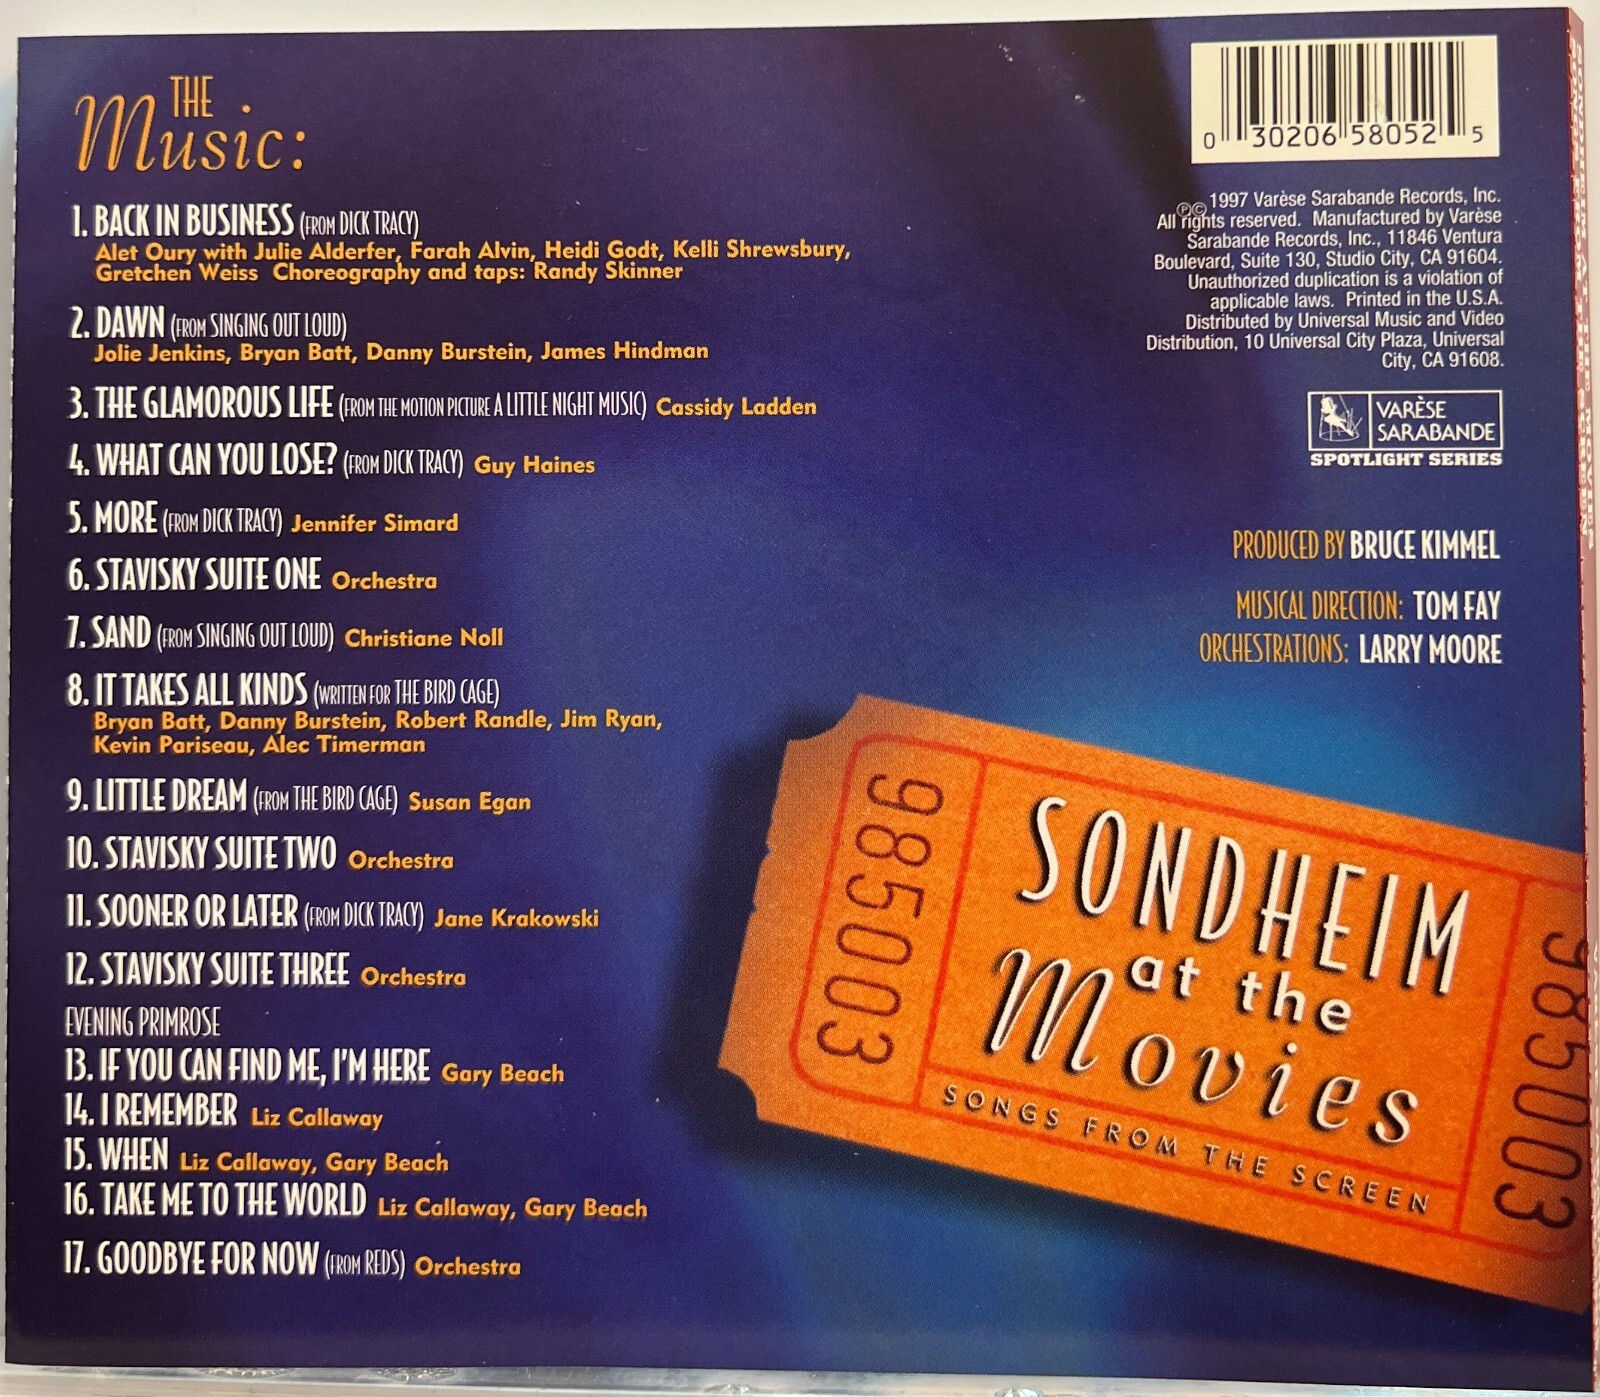 THE
Music:
1. BACK IN BUSINESS (FROM DICK TRACY)
Alet Oury with Julie Alderfer, Farah Alvin, Heidi Godt, Kelli Shrewsbury,
Gretchen Weiss Choreography and taps: Randy Skinner
2. DAWN (FROM SINGING OUT LOUD)
Jolie Jenkins, Bryan Batt, Danny Burstein, James Hindman
3. THE GLAMOROUS LIFE (FROM THE MOTION PICTURE A LITTLE NIGHT MUSIC) Cassidy Ladden
4. WHAT CAN YOU LOSE? (FROM DICK TRACY) Guy Haines
5. MORE (FROM DICK TRACY) Jennifer Simard
6. STAVISKY SUITE ONE Orchestra
7. SAND (FROM SINGING OUT LOUD) Christiane Noll
8. IT TAKES ALL KINDS (WRITTEN FOR THE BIRD CAGE)
Bryan Batt, Danny Burstein, Robert Randle, Jim Ryan,
Kevin Pariseau, Alec Timerman
9. LITTLE DREAM (FROM THE BIRD CAGE) Susan Egan
10. STAVISKY SUITE TWO Orchestra
11. SOONER OR LATER (FROM DICK TRACY) Jane Krakowski
12. STAVISKY SUITE THREE Orchestra
EVENING PRIMROSE
13. IF YOU CAN FIND ME, I'M HERE Gary Beach
14. I REMEMBER Liz Callaway
15. WHEN Liz Callaway, Gary Beach
16. TAKE ME TO THE WORLD Liz Callaway, Gary Beach
17. GOODBYE FOR NOW (FROM REDS) Orchestra
0 30206 58052 5
℗© 1997 Varèse Sarabande Records, Inc.
All rights reserved. Manufactured by Varèse
Sarabande Records, Inc., 11846 Ventura
Boulevard, Suite 130, Studio City, CA 91604.
Unauthorized duplication is a violation of
applicable laws. Printed in the U.S.A.
Distributed by Universal Music and Video
Distribution, 10 Universal City Plaza, Universal
City, CA 91608.
VARÈSE
SARABANDE
SPOTLIGHT SERIES
PRODUCED BY BRUCE KIMMEL
MUSICAL DIRECTION: TOM FAY
ORCHESTRATIONS: LARRY MOORE
985003
SONDHEIM
at the
Movies
SONGS FROM THE SCREEN
985003
SONDHEIM AT THE MOVIES
SONGS FROM THE SCREEN